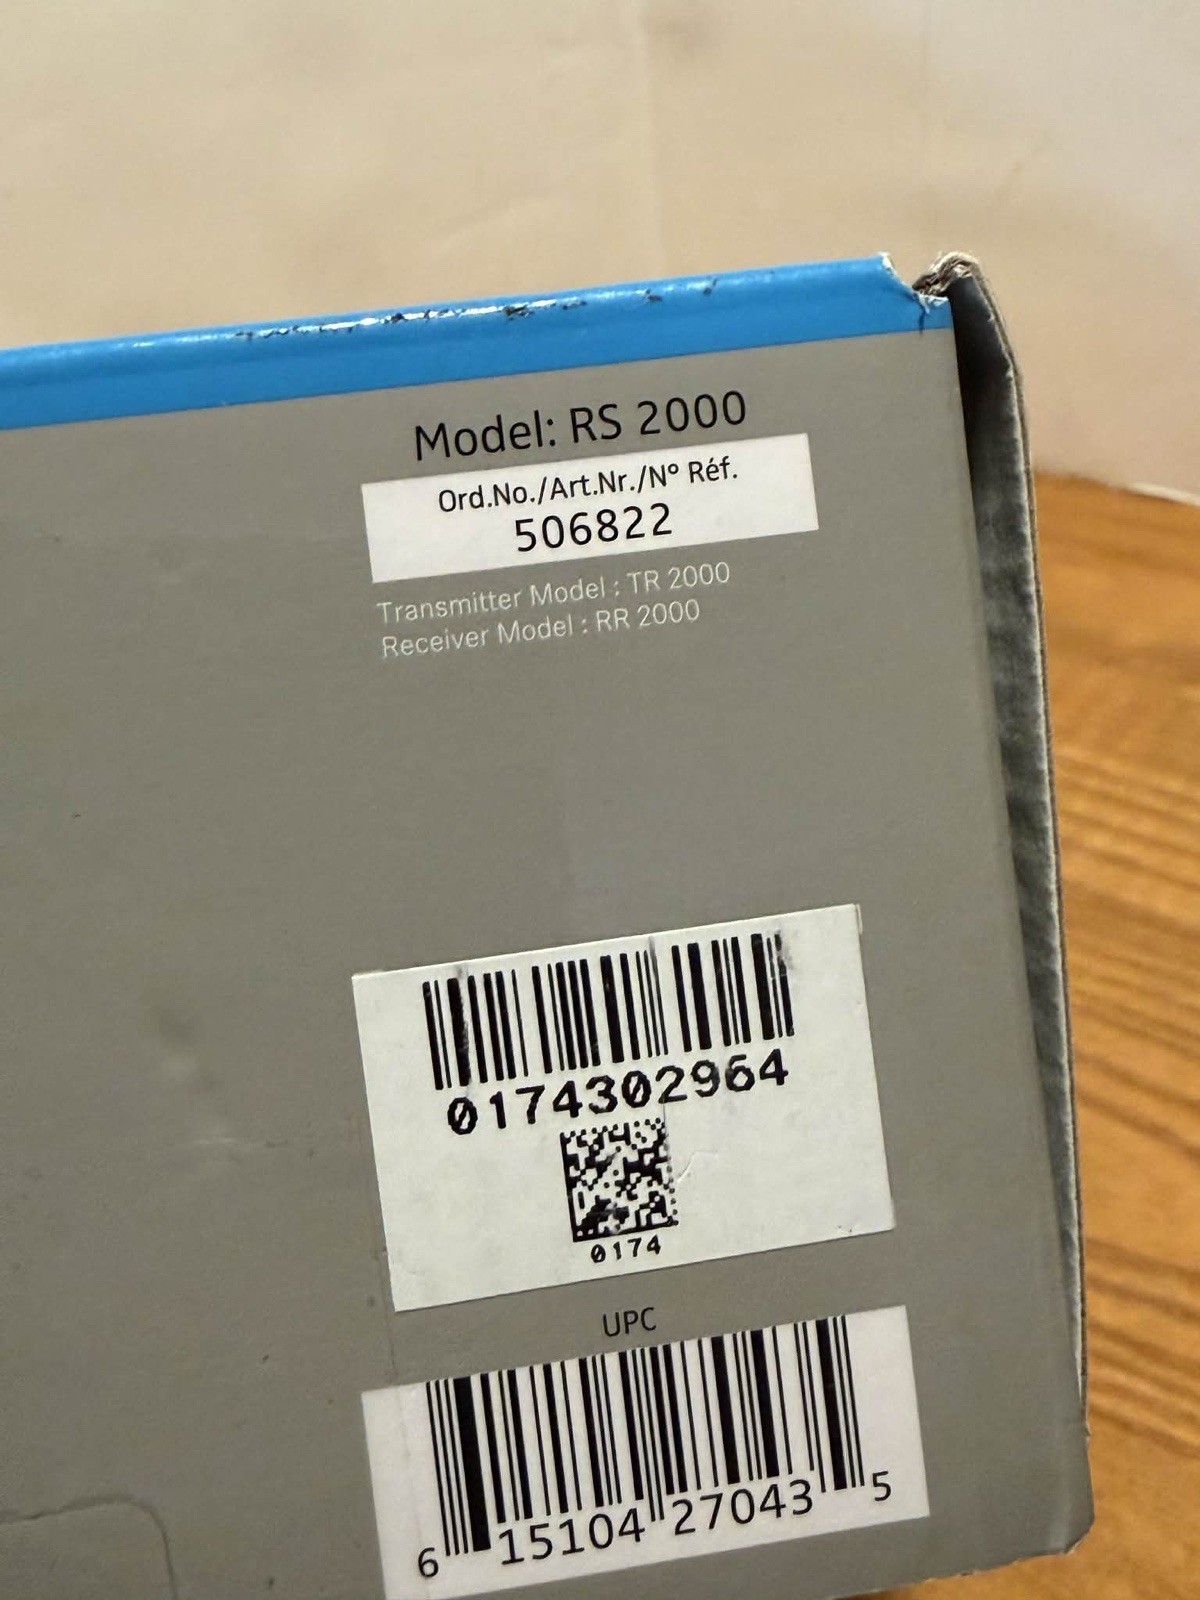 Model: RS 2000
Ord.No./Art.Nr./N° Réf.
506822
Transmitter Model : TR 2000
Receiver Model : RR 2000
0174302964
0174
UPC
6 15104 27043 5